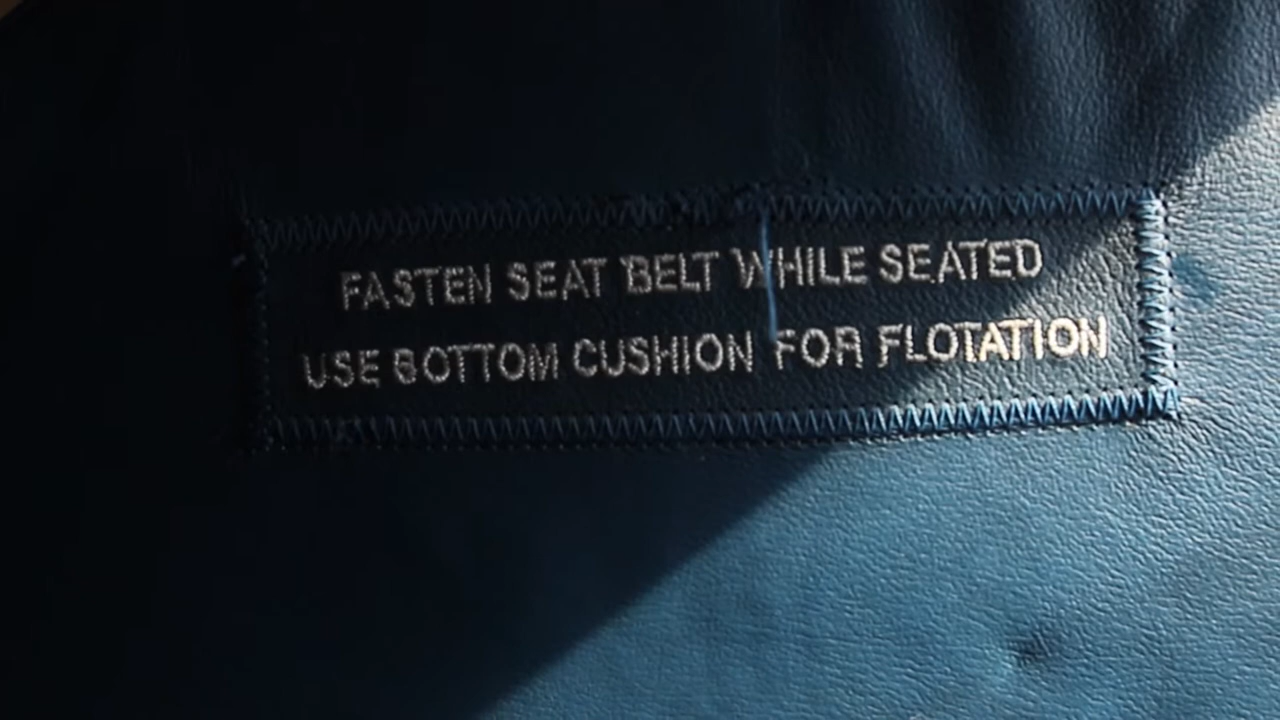 FASTEN SEAT BELT WHILE SEATED
USE BOTTOM CUSHION FOR FLOTATION